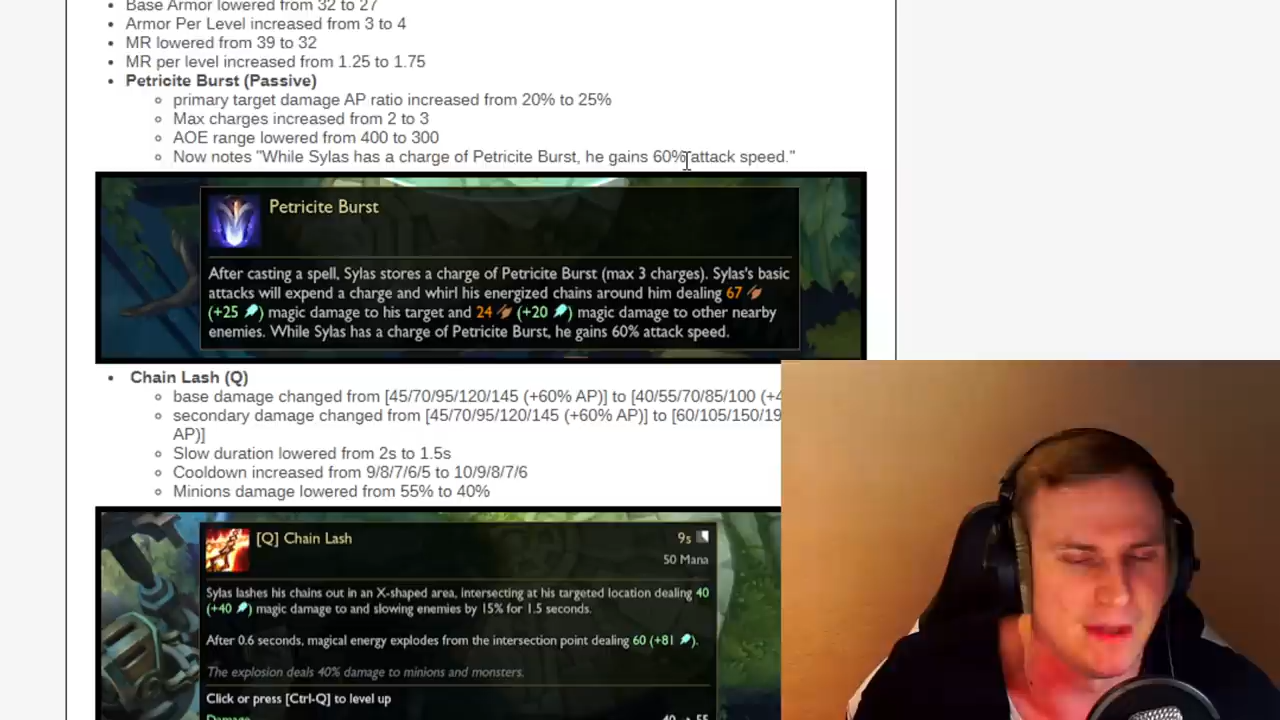 Base Armor lowered from 32 to 27
Armor Per Level increased from 3 to 4
MR lowered from 39 to 32
MR per level increased from 1.25 to 1.75
Petricite Burst (Passive)
primary target damage AP ratio increased from 20% to 25%
Max charges increased from 2 to 3
AOE range lowered from 400 to 300
Now notes "While Sylas has a charge of Petricite Burst, he gains 60% attack speed."
Petricite Burst
After casting a spell, Sylas stores a charge of Petricite Burst (max 3 charges). Sylas's basic
attacks will expend a charge and whirl his energized chains around him dealing 67
(+25 ) magic damage to his target and 24 (+20 ) magic damage to other nearby
enemies. While Sylas has a charge of Petricite Burst, he gains 60% attack speed.
Chain Lash (Q)
base damage changed from [45/70/95/120/145 (+60% AP)] to [40/55/70/85/100 (+4
secondary damage changed from [45/70/95/120/145 (+60% AP)] to [60/105/150/19
AP)]
Slow duration lowered from 2s to 1.5s
Cooldown increased from 9/8/7/6/5 to 10/9/8/7/6
Minions damage lowered from 55% to 40%
[Q] Chain Lash 9s
50 Mana
Sylas lashes his chains out in an X-shaped area, intersecting at his targeted location dealing 40
(+40 ) magic damage to and slowing enemies by 15% for 1.5 seconds.
After 0.6 seconds, magical energy explodes from the intersection point dealing 60 (+81 ).
The explosion deals 40% damage to minions and monsters.
Click or press [Ctrl-Q] to level up
Damage 40 → 55